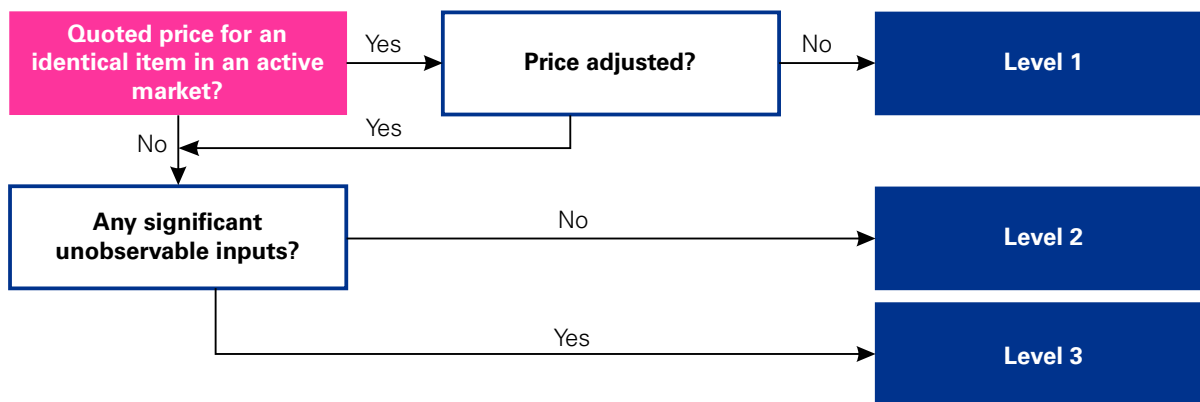 Quoted price for an
identical item in an active
market?
Yes
Price adjusted?
No
Level 1
Yes
No
Any significant
unobservable inputs?
No
Level 2
Yes
Level 3